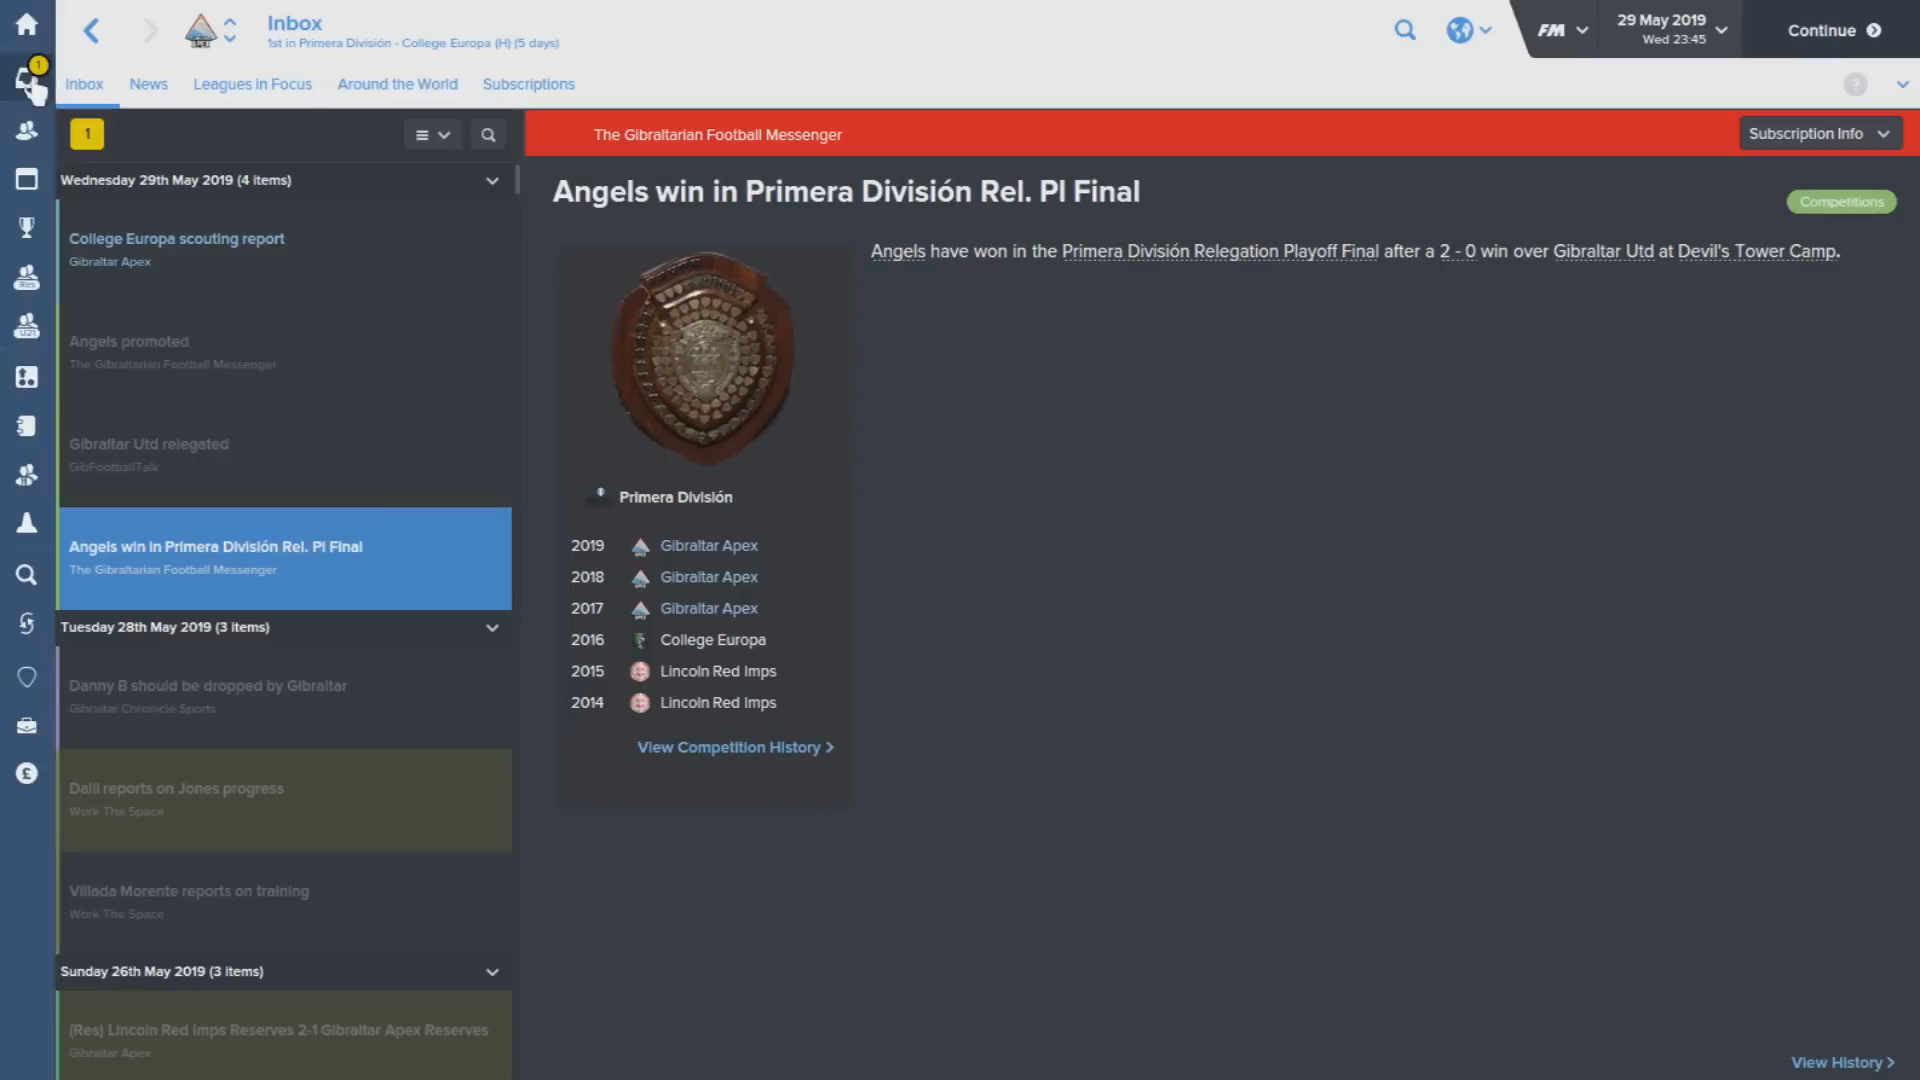 Inbox
1st in Primera División - College Europa (H) (5 days)
FM
29 May 2019
Wed 23:45
Continue
1
Inbox
News
Leagues in Focus
Around the World
Subscriptions
?
1
The Gibraltarian Football Messenger
Subscription Info
Wednesday 29th May 2019 (4 items)
College Europa scouting report
Gibraltar Apex
Angels promoted
The Gibraltarian Football Messenger
Gibraltar Utd relegated
GibFootballTalk
Angels win in Primera División Rel. Pl Final
The Gibraltarian Football Messenger
Tuesday 28th May 2019 (3 items)
Danny B should be dropped by Gibraltar
Gibraltar Chronicle Sports
Dalli reports on Jones progress
Work The Space
Villada Morente reports on training
Work The Space
Sunday 26th May 2019 (3 items)
(Res) Lincoln Red Imps Reserves 2-1 Gibraltar Apex Reserves
Gibraltar Apex
Res
U21
Angels win in Primera División Rel. Pl Final
Competitions
Angels have won in the Primera División Relegation Playoff Final after a 2 - 0 win over Gibraltar Utd at Devil's Tower Camp.
Primera División
2019 Gibraltar Apex
2018 Gibraltar Apex
2017 Gibraltar Apex
2016 College Europa
2015 Lincoln Red Imps
2014 Lincoln Red Imps
View Competition History >
View History >